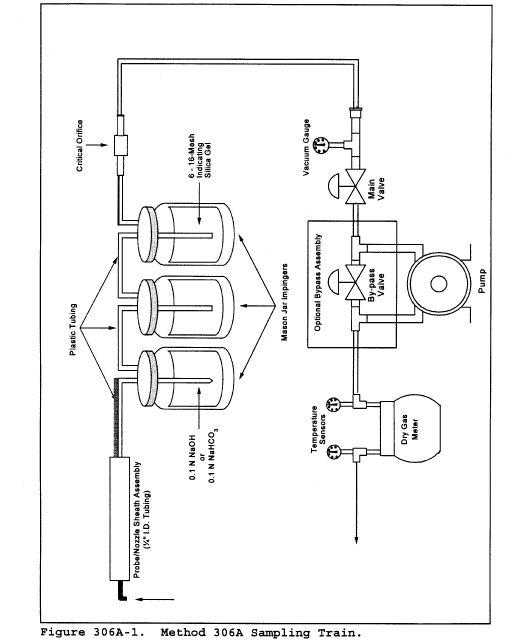 Critical Orifice
6 - 16-Mesh
Indicating
Silica Gel
Vacuum Gauge
Main
Valve
Plastic Tubing
Mason Jar Impingers
Optional Bypass Assembly
By-pass
Valve
Pump
0.1 N NaOH
or
0.1 N NaHCO3
Temperature
Sensors
Dry Gas
Meter
Probe/Nozzle Sheath Assembly
(¼" I.D. Tubing)
Figure 306A-1. Method 306A Sampling Train.